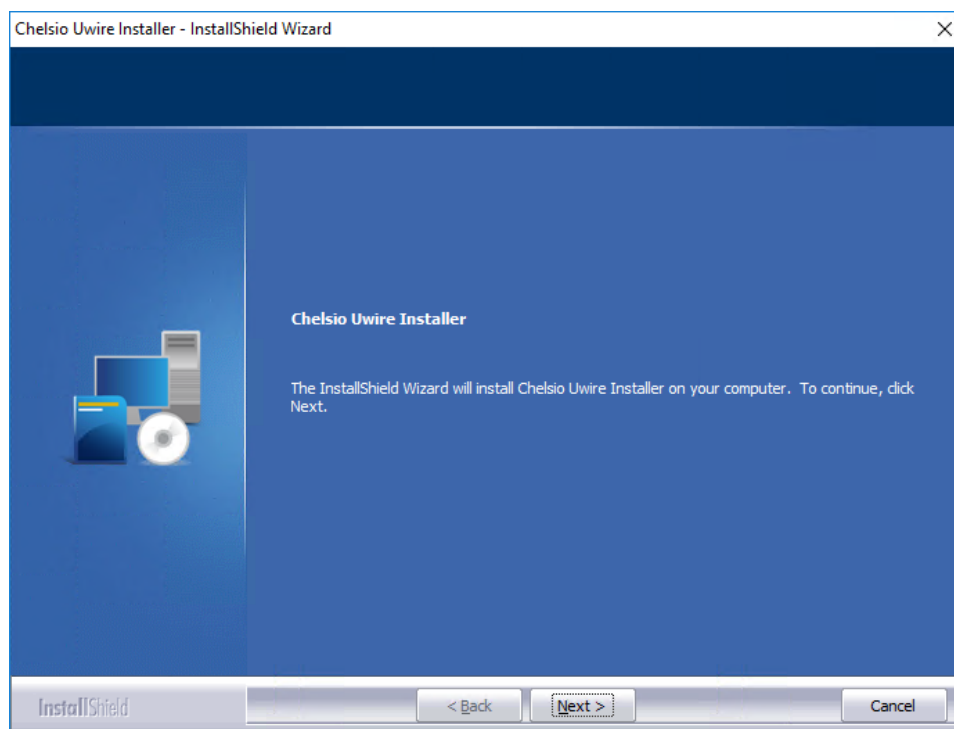 Chelsio Uwire Installer - InstallShield Wizard
Chelsio Uwire Installer
The InstallShield Wizard will install Chelsio Uwire Installer on your computer. To continue, click
Next.
InstallShield
< Back
Next >
Cancel